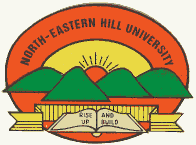 NORTH-EASTERN HILL UNIVERSITY
RISE AND
UP BUILD